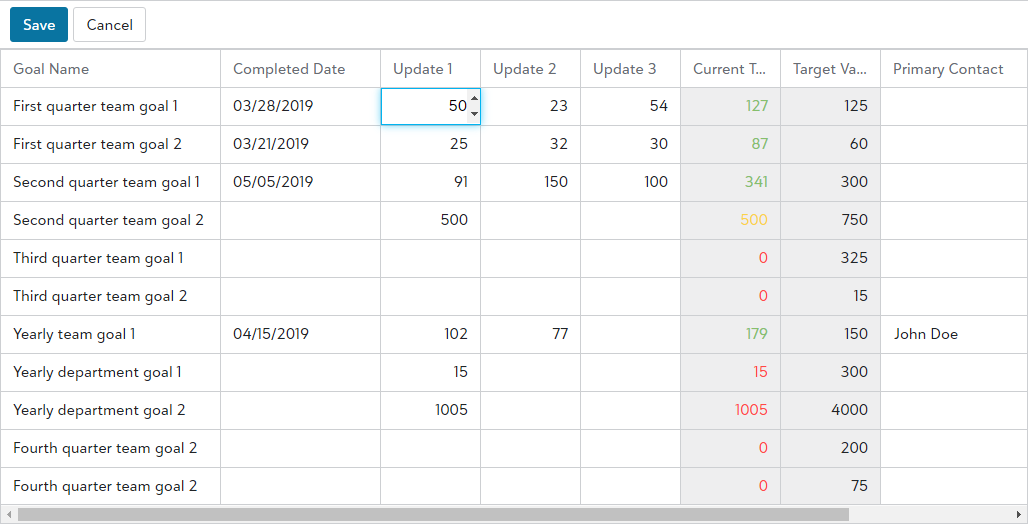 Save Cancel
Goal Name Completed Date Update 1 Update 2 Update 3 Current T... Target Va... Primary Contact
First quarter team goal 1 03/28/2019 50 23 54 127 125
First quarter team goal 2 03/21/2019 25 32 30 87 60
Second quarter team goal 1 05/05/2019 91 150 100 341 300
Second quarter team goal 2 500 500 750
Third quarter team goal 1 0 325
Third quarter team goal 2 0 15
Yearly team goal 1 04/15/2019 102 77 179 150 John Doe
Yearly department goal 1 15 15 300
Yearly department goal 2 1005 1005 4000
Fourth quarter team goal 2 0 200
Fourth quarter team goal 2 0 75